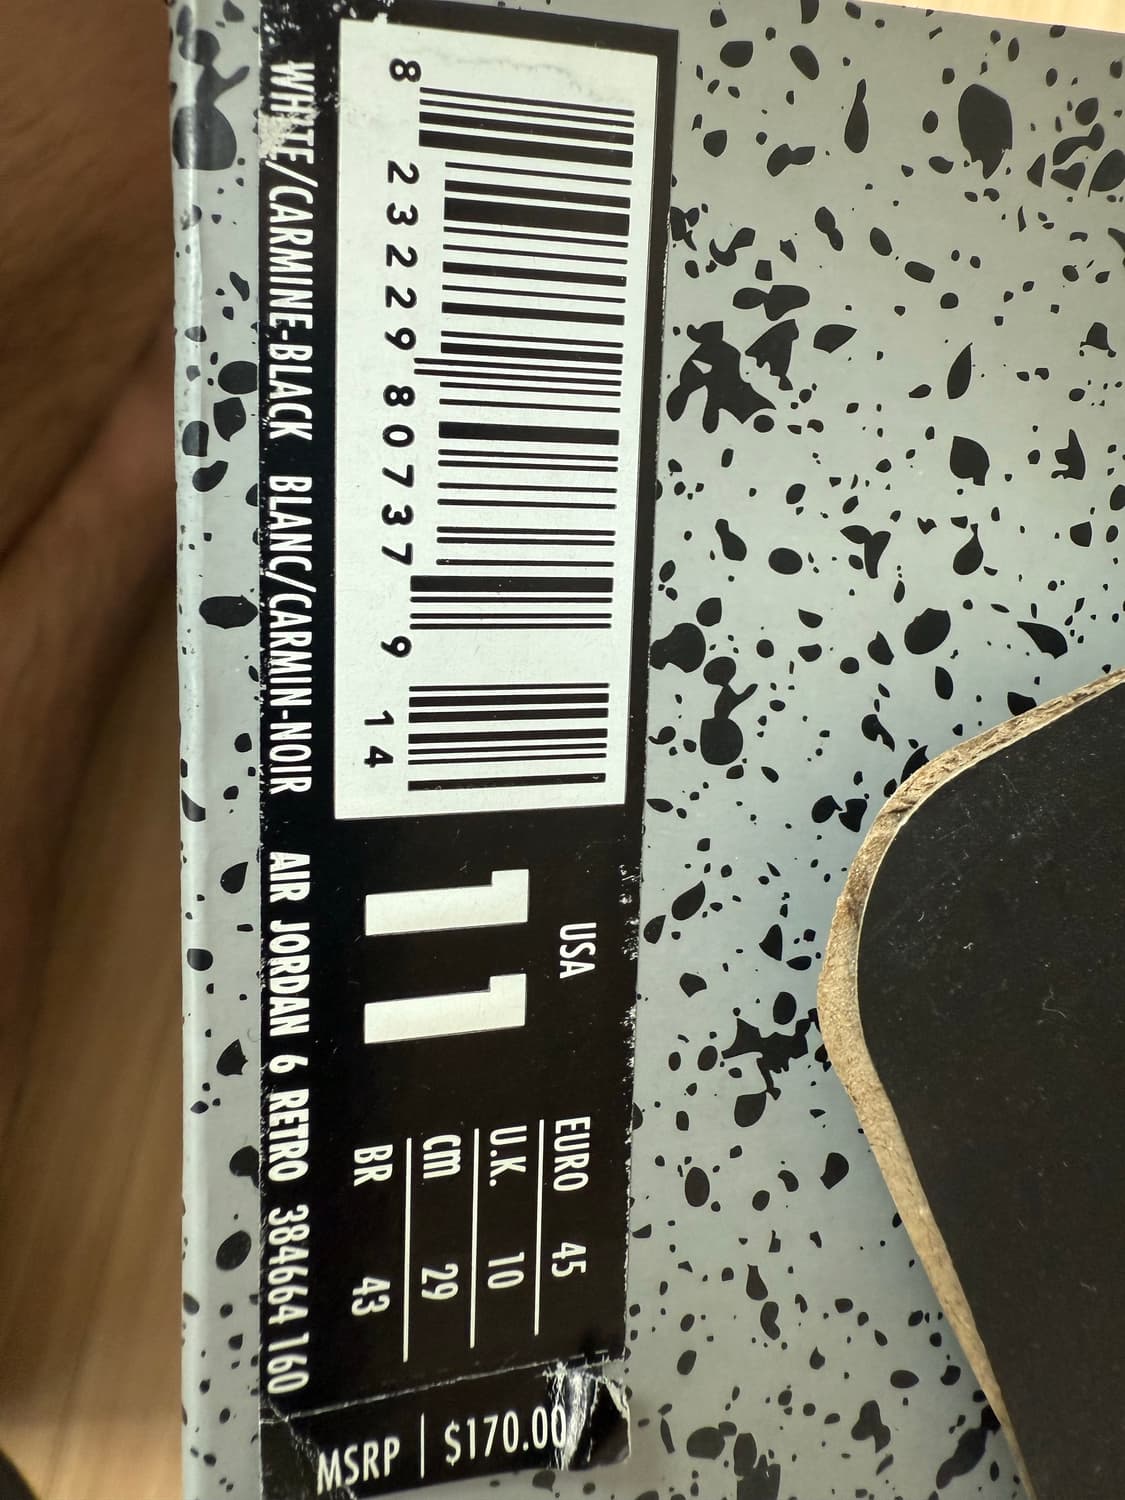 8 23229 80737 9 14
USA
11
EURO 45
U.K. 10
cm 29
BR 43
WHITE/CARMINE-BLACK BLANC/CARMIN-NOIR AIR JORDAN 6 RETRO 384664 160
MSRP | $170.00